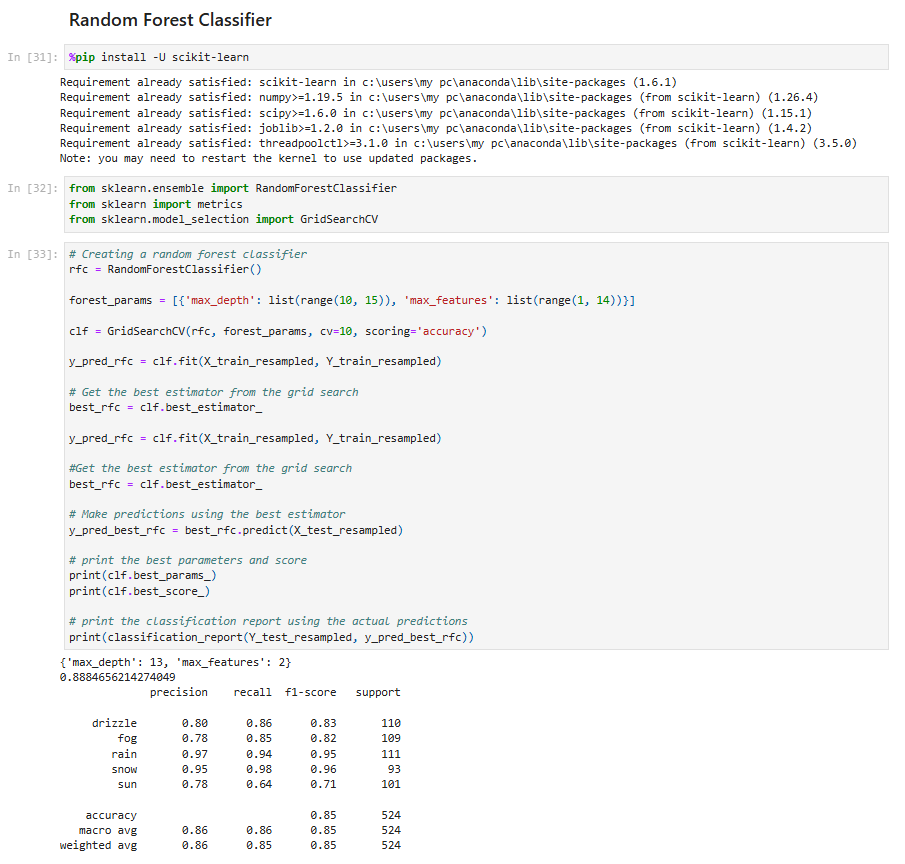 Random Forest Classifier
In [31]: %pip install -U scikit-learn
Requirement already satisfied: scikit-learn in c:\users\my pc\anaconda\lib\site-packages (1.6.1)
Requirement already satisfied: numpy>=1.19.5 in c:\users\my pc\anaconda\lib\site-packages (from scikit-learn) (1.26.4)
Requirement already satisfied: scipy>=1.6.0 in c:\users\my pc\anaconda\lib\site-packages (from scikit-learn) (1.15.1)
Requirement already satisfied: joblib>=1.2.0 in c:\users\my pc\anaconda\lib\site-packages (from scikit-learn) (1.4.2)
Requirement already satisfied: threadpoolctl>=3.1.0 in c:\users\my pc\anaconda\lib\site-packages (from scikit-learn) (3.5.0)
Note: you may need to restart the kernel to use updated packages.
In [32]: from sklearn.ensemble import RandomForestClassifier
from sklearn import metrics
from sklearn.model_selection import GridSearchCV
In [33]: # Creating a random forest classifier
rfc = RandomForestClassifier()
forest_params = [{'max_depth': list(range(10, 15)), 'max_features': list(range(1, 14))}]
clf = GridSearchCV(rfc, forest_params, cv=10, scoring='accuracy')
y_pred_rfc = clf.fit(X_train_resampled, Y_train_resampled)
# Get the best estimator from the grid search
best_rfc = clf.best_estimator_
y_pred_rfc = clf.fit(X_train_resampled, Y_train_resampled)
#Get the best estimator from the grid search
best_rfc = clf.best_estimator_
# Make predictions using the best estimator
y_pred_best_rfc = best_rfc.predict(X_test_resampled)
# print the best parameters and score
print(clf.best_params_)
print(clf.best_score_)
# print the classification report using the actual predictions
print(classification_report(Y_test_resampled, y_pred_best_rfc))
{'max_depth': 13, 'max_features': 2}
0.8884656214274049
precision recall f1-score support
drizzle 0.80 0.86 0.83 110
fog 0.78 0.85 0.82 109
rain 0.97 0.94 0.95 111
snow 0.95 0.98 0.96 93
sun 0.78 0.64 0.71 101
accuracy 0.85 524
macro avg 0.86 0.86 0.85 524
weighted avg 0.86 0.85 0.85 524